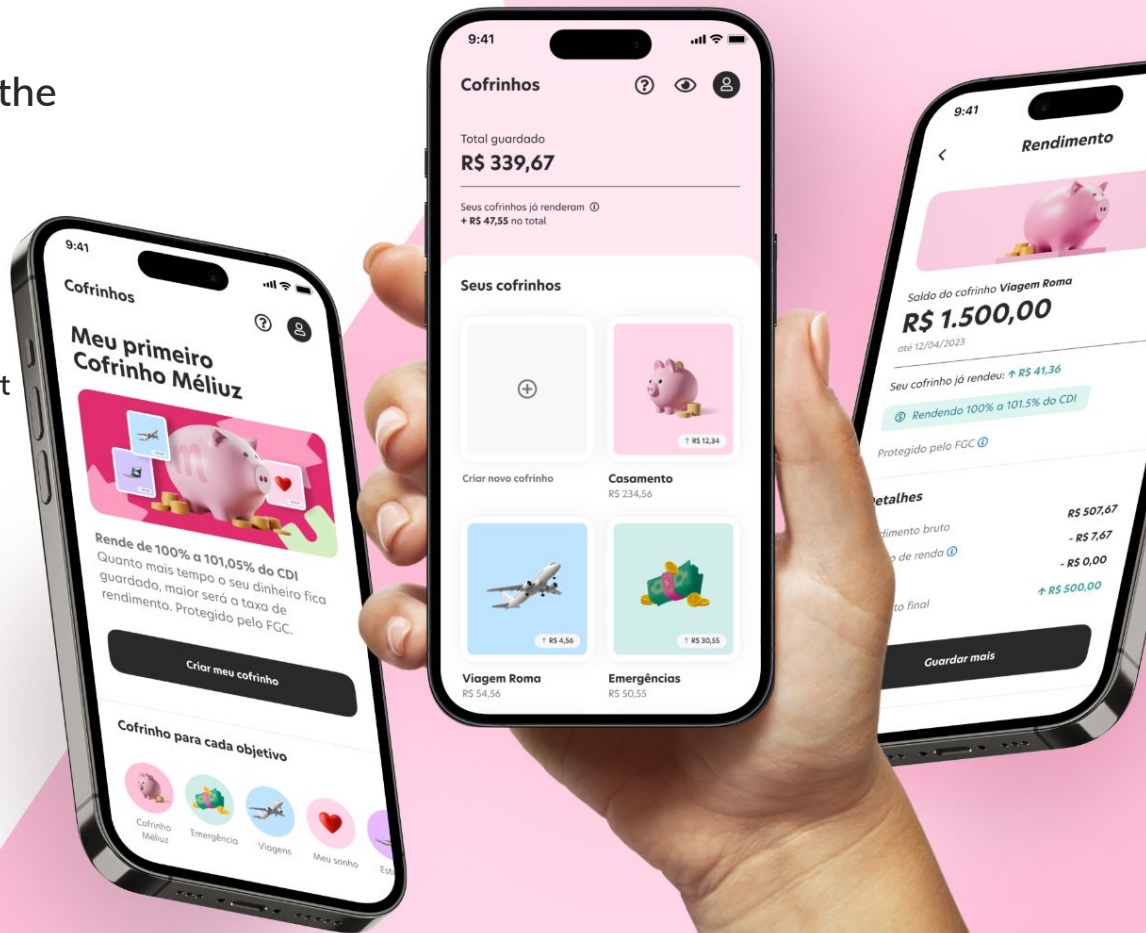 the
t
9:41
Cofrinhos
Meu primeiro
Cofrinho Méliuz
Rende de 100% a 101,05% do CDI
Quanto mais tempo o seu dinheiro fica
guardado, maior será a taxa de
rendimento. Protegido pelo FGC.
Criar meu cofrinho
Cofrinho para cada objetivo
Cofrinho
Méliuz
Emergência
Viagens
Meu sonho
Est
9:41
Cofrinhos
Total guardado
R$ 339,67
Seus cofrinhos já renderam
+ R$ 47,55 no total
Seus cofrinhos
↑ R$ 12,34
Criar novo cofrinho
Casamento
R$ 234,56
↑ R$ 4,56
↑ R$ 30,55
Viagem Roma
R$ 54,56
Emergências
R$ 50,55
9:41
Rendimento
Saldo do cofrinho Viagem Roma
R$ 1.500,00
até 12/04/2023
Seu cofrinho já rendeu: ↑ R$ 41,36
Rendendo 100% a 101.5% do CDI
Protegido pelo FGC
etalhes
dimento bruto R$ 507,67
o de renda - R$ 7,67
- R$ 0,00
to final ↑ R$ 500,00
Guardar mais